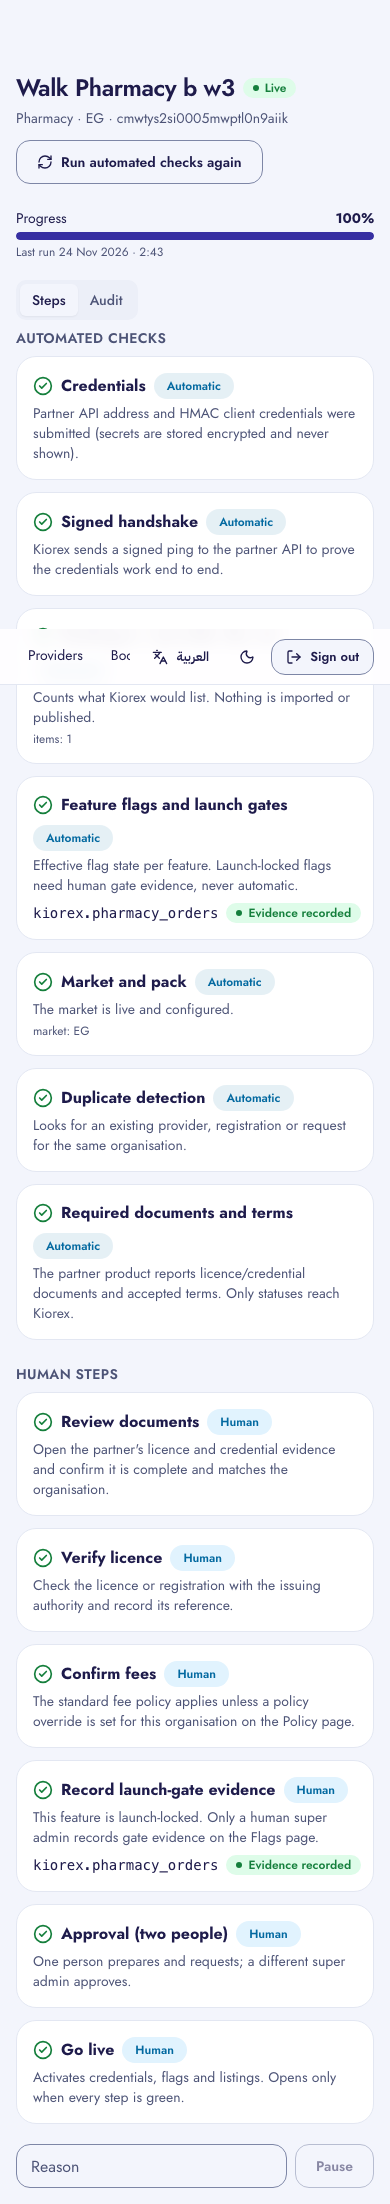 Walk Pharmacy b w3 Live
Pharmacy · EG · cmwtys2si0005mwptl0n9aiik
Run automated checks again
Progress 100%
Last run 24 Nov 2026 · 2:43
Steps Audit
AUTOMATED CHECKS
Credentials Automatic
Partner API address and HMAC client credentials were
submitted (secrets are stored encrypted and never
shown).
Signed handshake Automatic
Kiorex sends a signed ping to the partner API to prove
the credentials work end to end.
Providers العربية Sign out
Counts what Kiorex would list. Nothing is imported or
published.
items: 1
Feature flags and launch gates
Automatic
Effective flag state per feature. Launch-locked flags
need human gate evidence, never automatic.
kiorex.pharmacy_orders Evidence recorded
Market and pack Automatic
The market is live and configured.
market: EG
Duplicate detection Automatic
Looks for an existing provider, registration or request
for the same organisation.
Required documents and terms
Automatic
The partner product reports licence/credential
documents and accepted terms. Only statuses reach
Kiorex.
HUMAN STEPS
Review documents Human
Open the partner's licence and credential evidence
and confirm it is complete and matches the
organisation.
Verify licence Human
Check the licence or registration with the issuing
authority and record its reference.
Confirm fees Human
The standard fee policy applies unless a policy
override is set for this organisation on the Policy page.
Record launch-gate evidence Human
This feature is launch-locked. Only a human super
admin records gate evidence on the Flags page.
kiorex.pharmacy_orders Evidence recorded
Approval (two people) Human
One person prepares and requests; a different super
admin approves.
Go live Human
Activates credentials, flags and listings. Opens only
when every step is green.
Reason Pause